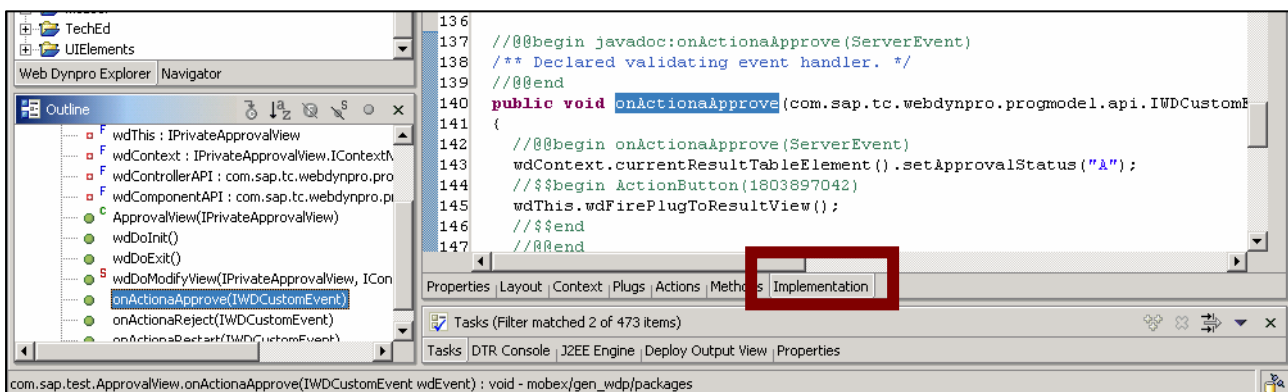 TechEd
UIElements
Web Dynpro Explorer Navigator
Outline
wdThis : IPrivateApprovalView
wdContext : IPrivateApprovalView.IContextN
wdControllerAPI : com.sap.tc.webdynpro.pro
wdComponentAPI : com.sap.tc.webdynpro.p
ApprovalView(IPrivateApprovalView)
wdDoInit()
wdDoExit()
wdDoModifyView(IPrivateApprovalView, ICon
onActionaApprove(IWDCustomEvent)
onActionaReject(IWDCustomEvent)
onActionaRestart(IWDCustomEvent)
136
137 //@@begin javadoc:onActionaApprove(ServerEvent)
138 /** Declared validating event handler. */
139 //@@end
140 public void onActionaApprove(com.sap.tc.webdynpro.progmodel.api.IWDCustomE
141 {
142 //@@begin onActionaApprove(ServerEvent)
143 wdContext.currentResultTableElement().setApprovalStatus("A");
144 //$$begin ActionButton(1803897042)
145 wdThis.wdFirePlugToResultView();
146 //$$end
147 //@@end
Properties Layout Context Plugs Actions Methods Implementation
Tasks (Filter matched 2 of 473 items)
Tasks DTR Console J2EE Engine Deploy Output View Properties
com.sap.test.ApprovalView.onActionaApprove(IWDCustomEvent wdEvent) : void - mobex/gen_wdp/packages